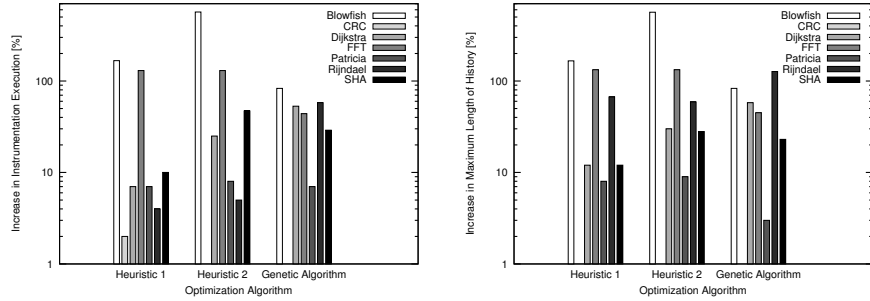 Increase in Instrumentation Execution [%]
100
10
1
Blowfish
CRC
Dijkstra
FFT
Patricia
Rijndael
SHA
Heuristic 1 Heuristic 2 Genetic Algorithm
Optimization Algorithm
Increase in Maximum Length of History [%]
100
10
1
Blowfish
CRC
Dijkstra
FFT
Patricia
Rijndael
SHA
Heuristic 1 Heuristic 2 Genetic Algorithm
Optimization Algorithm